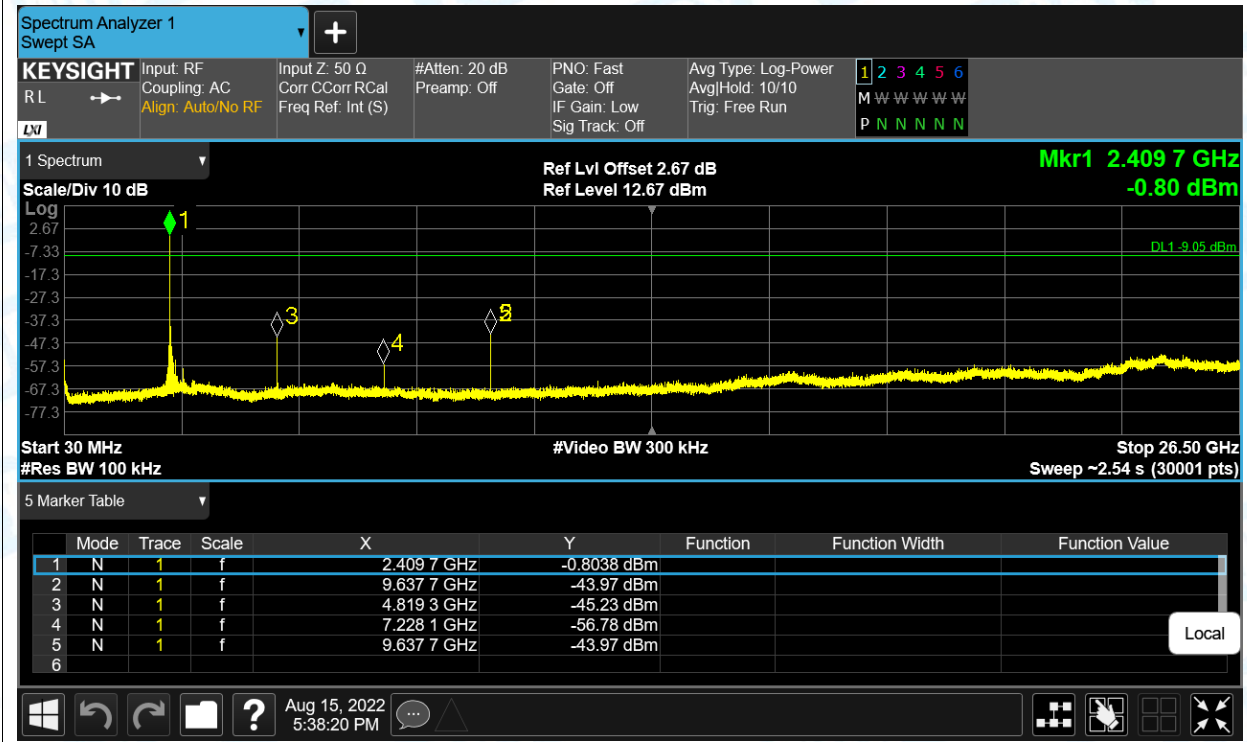 Spectrum Analyzer 1
Swept SA
+
KEYSIGHT
R L
LXI
Input: RF
Coupling: AC
Align: Auto/No RF
Input Z: 50 Ω
Corr CCorr RCal
Freq Ref: Int (S)
#Atten: 20 dB
Preamp: Off
PNO: Fast
Gate: Off
IF Gain: Low
Sig Track: Off
Avg Type: Log-Power
Avg|Hold: 10/10
Trig: Free Run
1 2 3 4 5 6
M W W W W W
P N N N N N
1 Spectrum
Scale/Div 10 dB
Ref Lvl Offset 2.67 dB
Ref Level 12.67 dBm
Mkr1 2.409 7 GHz
-0.80 dBm
Log
2.67
-7.33
-17.3
-27.3
-37.3
-47.3
-57.3
-67.3
-77.3
1
3
4
DL1 -9.05 dBm
Start 30 MHz
#Video BW 300 kHz
Stop 26.50 GHz
#Res BW 100 kHz
Sweep ~2.54 s (30001 pts)
5 Marker Table
Mode Trace Scale X Y Function Function Width Function Value
1 N 1 f 2.409 7 GHz -0.8038 dBm
2 N 1 f 9.637 7 GHz -43.97 dBm
3 N 1 f 4.819 3 GHz -45.23 dBm
4 N 1 f 7.228 1 GHz -56.78 dBm
5 N 1 f 9.637 7 GHz -43.97 dBm
6
Local
?
Aug 15, 2022
5:38:20 PM